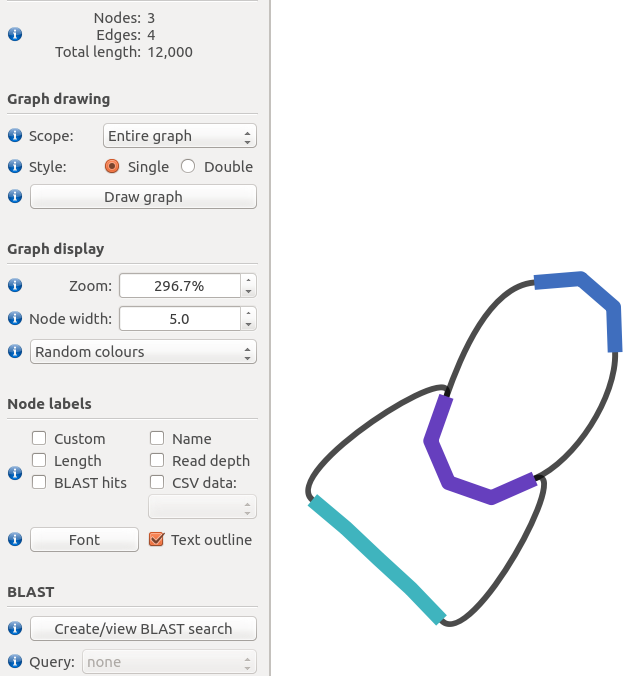 Nodes: 3
Edges: 4
Total length: 12,000
Graph drawing
Scope: Entire graph
Style: Single Double
Draw graph
Graph display
Zoom: 296.7%
Node width: 5.0
Random colours
Node labels
Custom Name
Length Read depth
BLAST hits CSV data:
Font Text outline
BLAST
Create/view BLAST search
Query: none